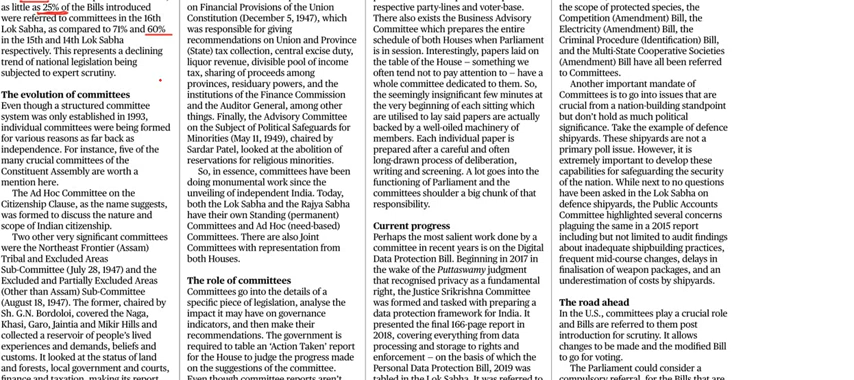 as little as 25% of the Bills introduced
were referred to committees in the 16th
Lok Sabha, as compared to 71% and 60%
in the 15th and 14th Lok Sabha
respectively. This represents a declining
trend of national legislation being
subjected to expert scrutiny.
The evolution of committees
Even though a structured committee
system was only established in 1993,
individual committees were being formed
for various reasons as far back as
independence. For instance, five of the
many crucial committees of the
Constituent Assembly are worth a
mention here.
The Ad Hoc Committee on the
Citizenship Clause, as the name suggests,
was formed to discuss the nature and
scope of Indian citizenship.
Two other very significant committees
were the Northeast Frontier (Assam)
Tribal and Excluded Areas
Sub-Committee (July 28, 1947) and the
Excluded and Partially Excluded Areas
(Other than Assam) Sub-Committee
(August 18, 1947). The former, chaired by
Sh. G.N. Bordoloi, covered the Naga,
Khasi, Garo, Jaintia and Mikir Hills and
collected a reservoir of people's lived
experiences and demands, beliefs and
customs. It looked at the status of land
and forests, local government and courts,
finance and taxation, making its report
on Financial Provisions of the Union
Constitution (December 5, 1947), which
was responsible for giving
recommendations on Union and Province
(State) tax collection, central excise duty,
liquor revenue, divisible pool of income
tax, sharing of proceeds among
provinces, residuary powers, and the
institutions of the Finance Commission
and the Auditor General, among other
things. Finally, the Advisory Committee
on the Subject of Political Safeguards for
Minorities (May 11, 1949), chaired by
Sardar Patel, looked at the abolition of
reservations for religious minorities.
So, in essence, committees have been
doing monumental work since the
unveiling of independent India. Today,
both the Lok Sabha and the Rajya Sabha
have their own Standing (permanent)
Committees and Ad Hoc (need-based)
Committees. There are also Joint
Committees with representation from
both Houses.
The role of committees
Committees go into the details of a
specific piece of legislation, analyse the
impact it may have on governance
indicators, and then make their
recommendations. The government is
required to table an 'Action Taken' report
for the House to judge the progress made
on the suggestions of the committee.
Even though committee reports aren't
respective party-lines and voter-base.
There also exists the Business Advisory
Committee which prepares the entire
schedule of both Houses when Parliament
is in session. Interestingly, papers laid on
the table of the House — something we
often tend not to pay attention to — have a
whole committee dedicated to them. So,
the seemingly insignificant few minutes at
the very beginning of each sitting which
are utilised to lay said papers are actually
backed by a well-oiled machinery of
members. Each individual paper is
prepared after a careful and often
long-drawn process of deliberation,
writing and screening. A lot goes into the
functioning of Parliament and the
committees shoulder a big chunk of that
responsibility.
Current progress
Perhaps the most salient work done by a
committee in recent years is on the Digital
Data Protection Bill. Beginning in 2017 in
the wake of the Puttaswamy judgment
that recognised privacy as a fundamental
right, the Justice Srikrishna Committee
was formed and tasked with preparing a
data protection framework for India. It
presented the final 166-page report in
2018, covering everything from data
processing and storage to rights and
enforcement — on the basis of which the
Personal Data Protection Bill, 2019 was
tabled in the Lok Sabha. It was referred to
the scope of protected species, the
Competition (Amendment) Bill, the
Electricity (Amendment) Bill, the
Criminal Procedure (Identification) Bill,
and the Multi-State Cooperative Societies
(Amendment) Bill have all been referred
to Committees.
Another important mandate of
Committees is to go into issues that are
crucial from a nation-building standpoint
but don't hold as much political
significance. Take the example of defence
shipyards. These shipyards are not a
primary poll issue. However, it is
extremely important to develop these
capabilities for safeguarding the security
of the nation. While next to no questions
have been asked in the Lok Sabha on
defence shipyards, the Public Accounts
Committee highlighted several concerns
plaguing the same in a 2015 report
including but not limited to audit findings
about inadequate shipbuilding practices,
frequent mid-course changes, delays in
finalisation of weapon packages, and an
underestimation of costs by shipyards.
The road ahead
In the U.S., committees play a crucial role
and Bills are referred to them post
introduction for scrutiny. It allows
changes to be made and the modified Bill
to go for voting.
The Parliament could consider a
compulsory referral, for the Bills that are